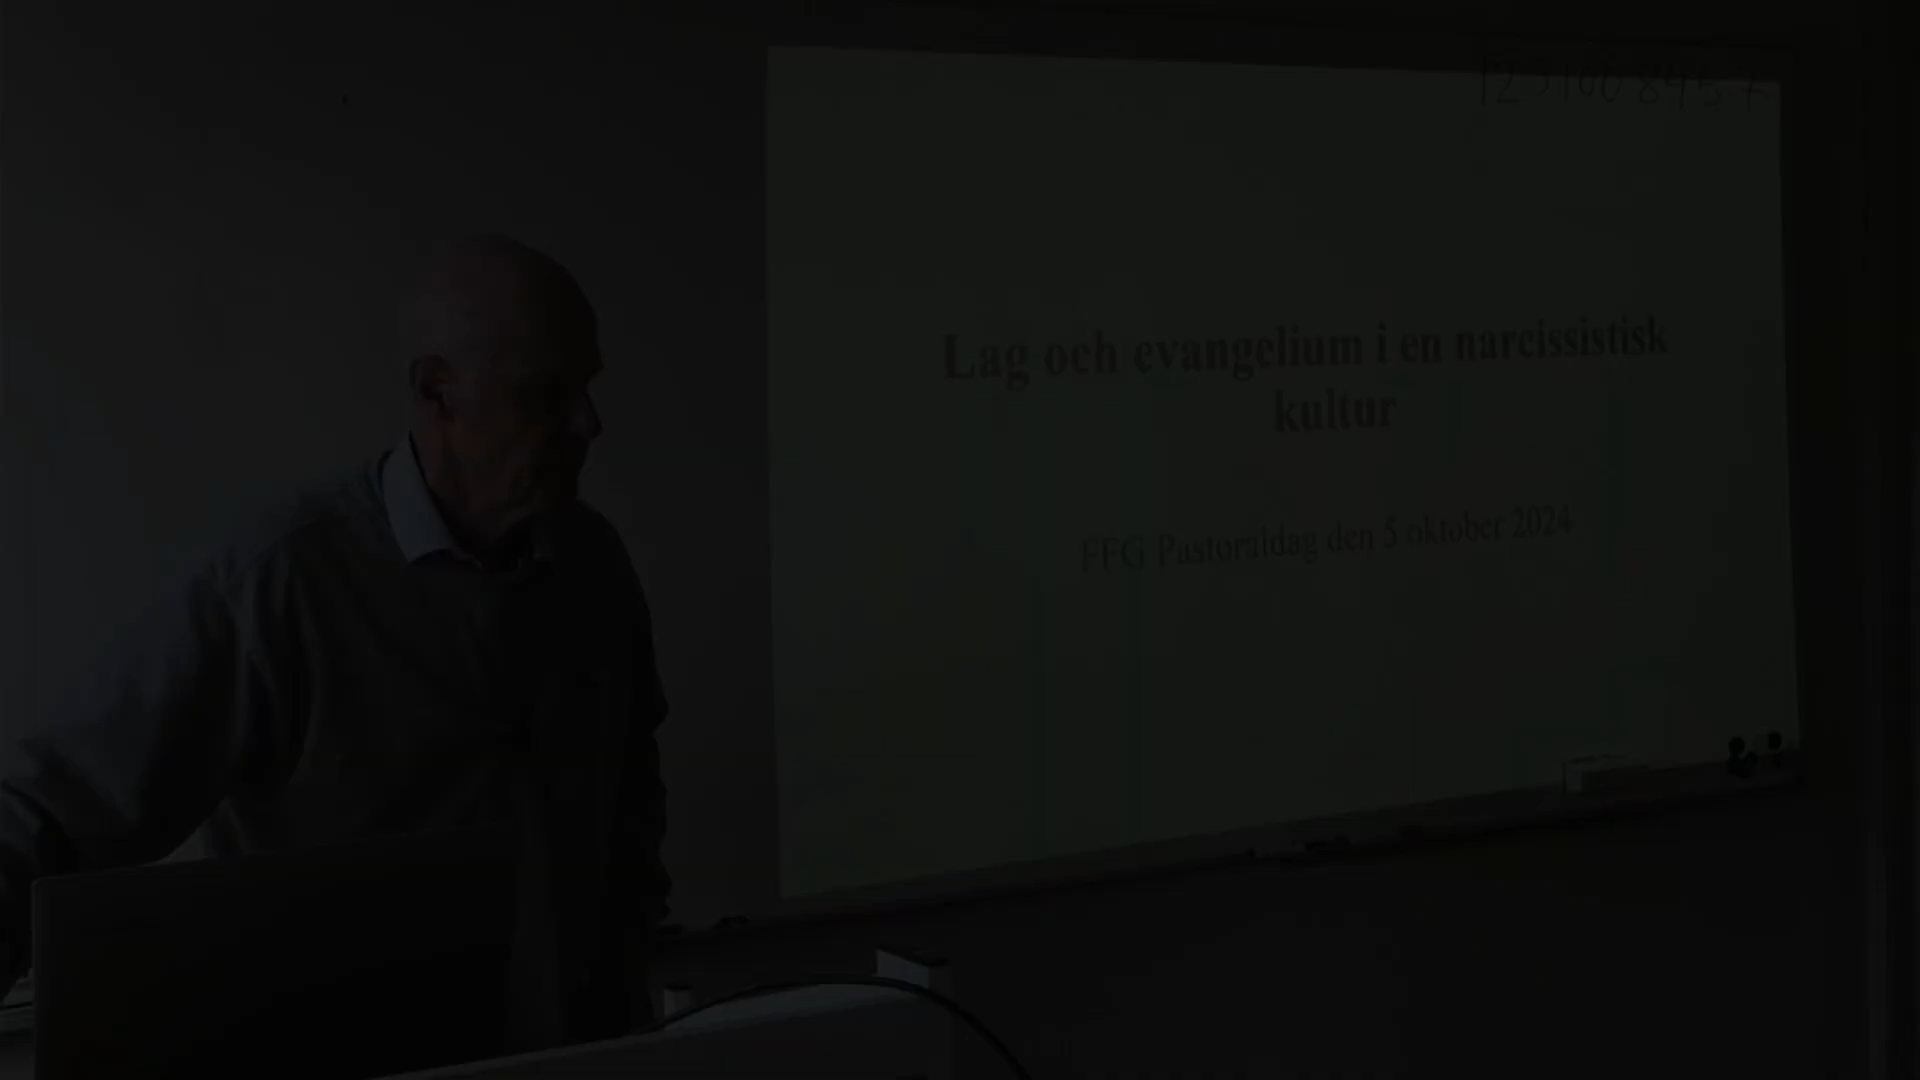 Lag och evangelium i en narcissistisk
kultur
FFG Pastoraldag den 5 oktober 2024